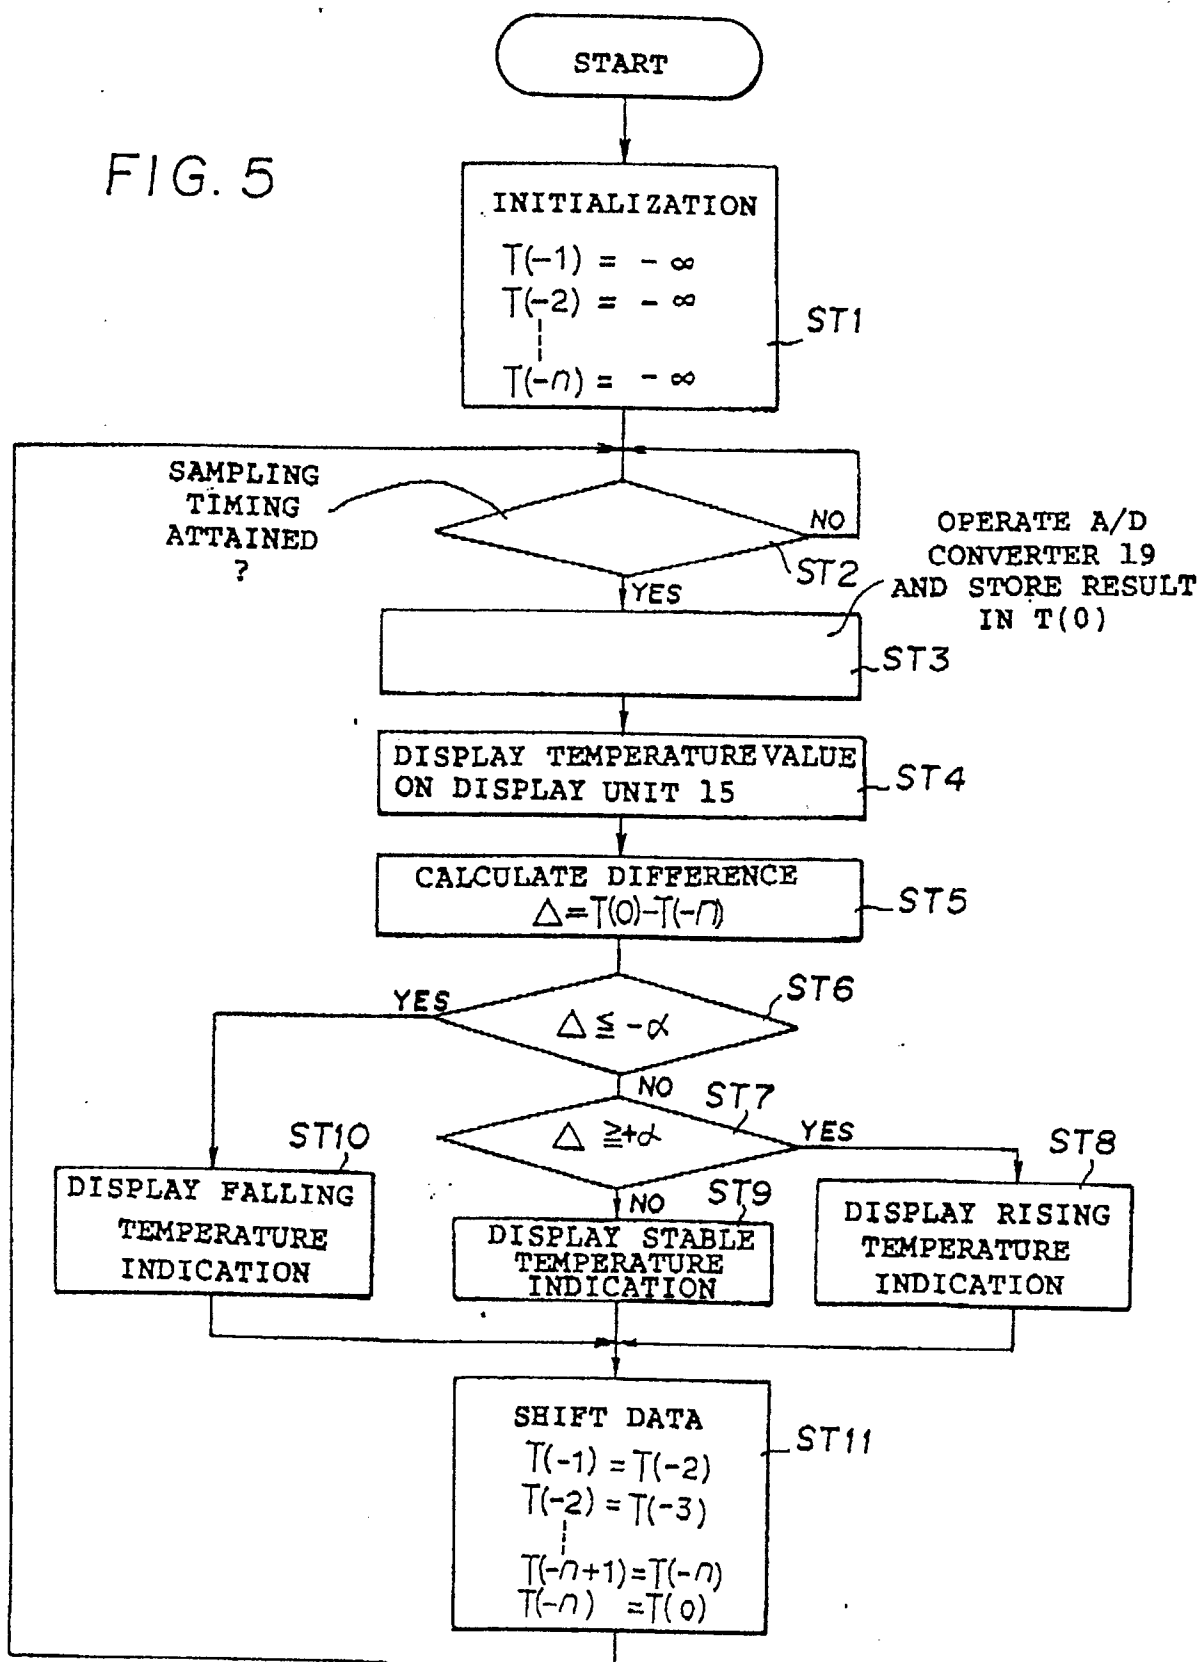 START
FIG. 5
INITIALIZATION
T(-1) = - ∞
T(-2) = - ∞
T(-n) = - ∞
ST1
SAMPLING
TIMING
ATTAINED
?
NO
ST2
YES
OPERATE A/D
CONVERTER 19
AND STORE RESULT
IN T(0)
ST3
DISPLAY TEMPERATURE VALUE
ON DISPLAY UNIT 15
ST4
CALCULATE DIFFERENCE
△=T(0)-T(-n)
ST5
YES
△ ≦ -α
ST6
NO
△ ≧+α
ST7
YES
ST10
DISPLAY FALLING
TEMPERATURE
INDICATION
NO
ST9
DISPLAY STABLE
TEMPERATURE
INDICATION
ST8
DISPLAY RISING
TEMPERATURE
INDICATION
SHIFT DATA
T(-1) = T(-2)
T(-2) = T(-3)
T(-n+1)=T(-n)
T(-n) =T(0)
ST11